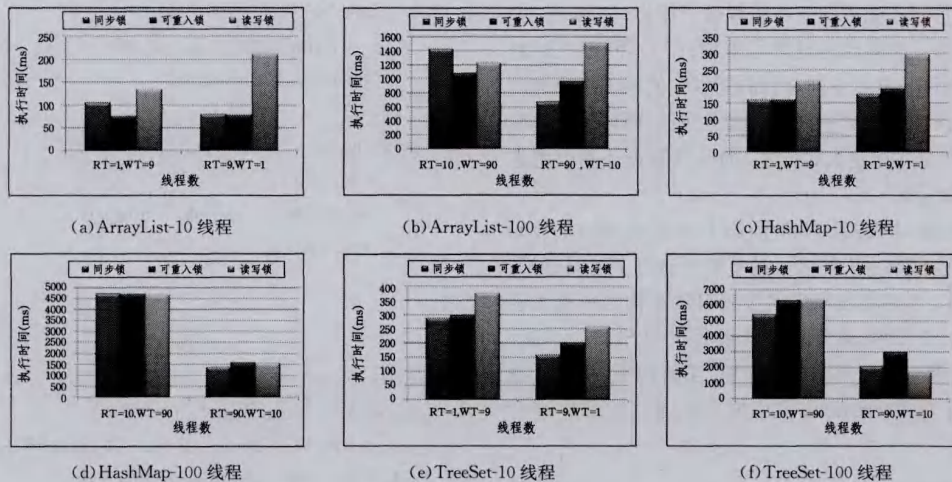 同步锁 可重入锁 读写锁
执行时间(ms)
250
200
150
100
50
0
RT=1,WT=9 RT=9,WT=1
线程数
(a)ArrayList-10 线程
同步锁 可重入锁 读写锁
执行时间(ms)
1600
1400
1200
1000
800
600
400
200
0
RT=10 ,WT=90 RT=90 ,WT=10
线程数
(b)ArrayList-100 线程
同步锁 可重入锁 读写锁
执行时间(ms)
350
300
250
200
150
100
50
0
RT=1,WT=9 RT=9,WT=1
线程数
(c)HashMap-10 线程
同步锁 可重入锁 读写锁
执行时间(ms)
5000
4500
4000
3500
3000
2500
2000
1500
1000
500
0
RT=10,WT=90 RT=90,WT=10
线程数
(d)HashMap-100 线程
同步锁 可重入锁 读写锁
执行时间(ms)
400
350
300
250
200
150
100
50
0
RT=1,WT=9 RT=9,WT=1
线程数
(e)TreeSet-10 线程
同步锁 可重入锁 读写锁
执行时间(ms)
7000
6000
5000
4000
3000
2000
1000
0
RT=10,WT=90 RT=90,WT=10
线程数
(f)TreeSet-100 线程